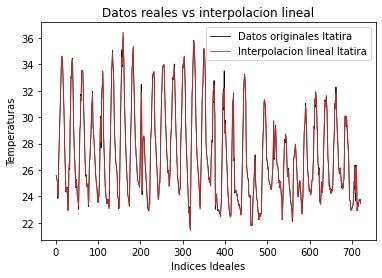 Datos reales vs interpolacion lineal
Datos originales Itatira
Interpolacion lineal Itatira
Temperaturas
36
34
32
30
28
26
24
22
0 100 200 300 400 500 600 700
Indices Ideales